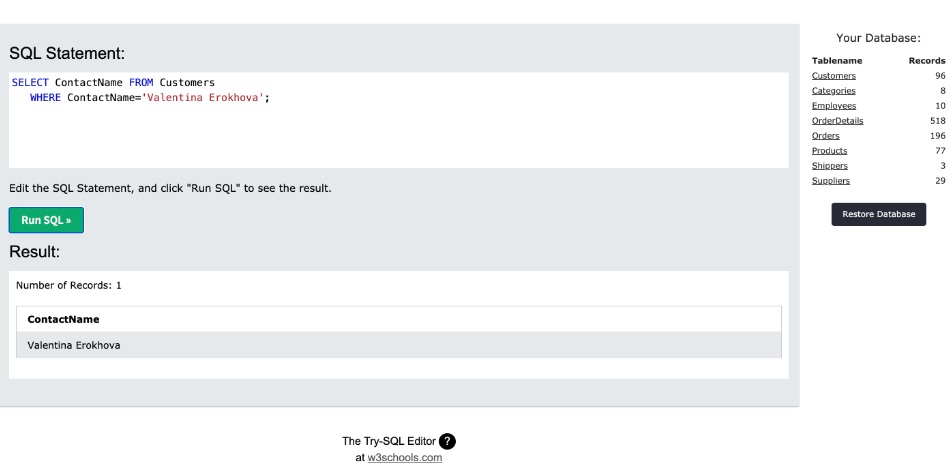 SQL Statement:
SELECT ContactName FROM Customers
WHERE ContactName='Valentina Erokhova';
Edit the SQL Statement, and click "Run SQL" to see the result.
Run SQL »
Result:
Number of Records: 1
ContactName
Valentina Erokhova
Your Database:
Tablename Records
Customers 96
Categories 8
Employees 10
OrderDetails 518
Orders 196
Products 77
Shippers 3
Suppliers 29
Restore Database
The Try-SQL Editor ?
at w3schools.com